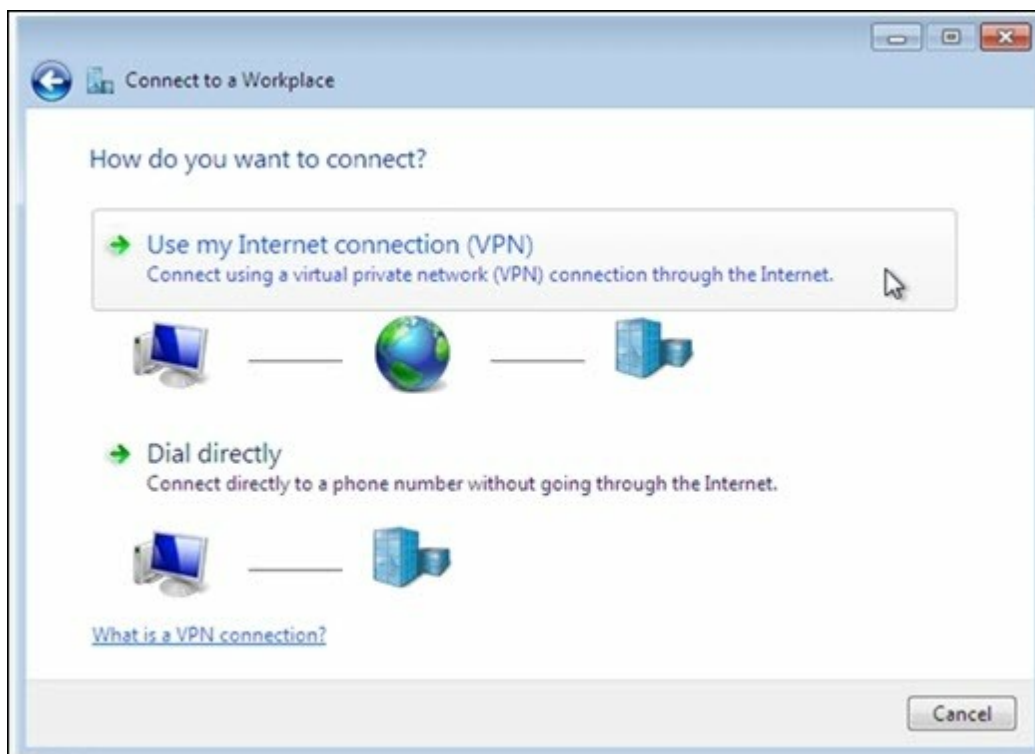 Connect to a Workplace
How do you want to connect?
Use my Internet connection (VPN)
Connect using a virtual private network (VPN) connection through the Internet.
Dial directly
Connect directly to a phone number without going through the Internet.
What is a VPN connection?
Cancel